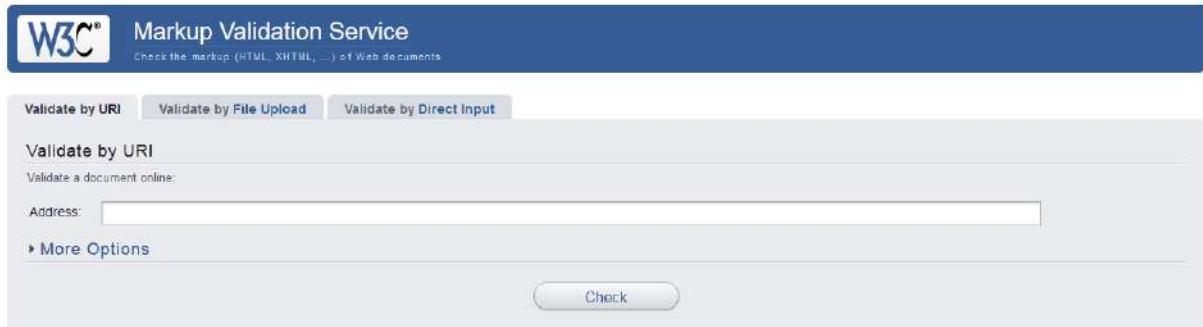 W3C®
Markup Validation Service
Check the markup (HTML, XHTML, ...) of Web documents
Validate by URI Validate by File Upload Validate by Direct Input
Validate by URI
Validate a document online:
Address:
More Options
Check